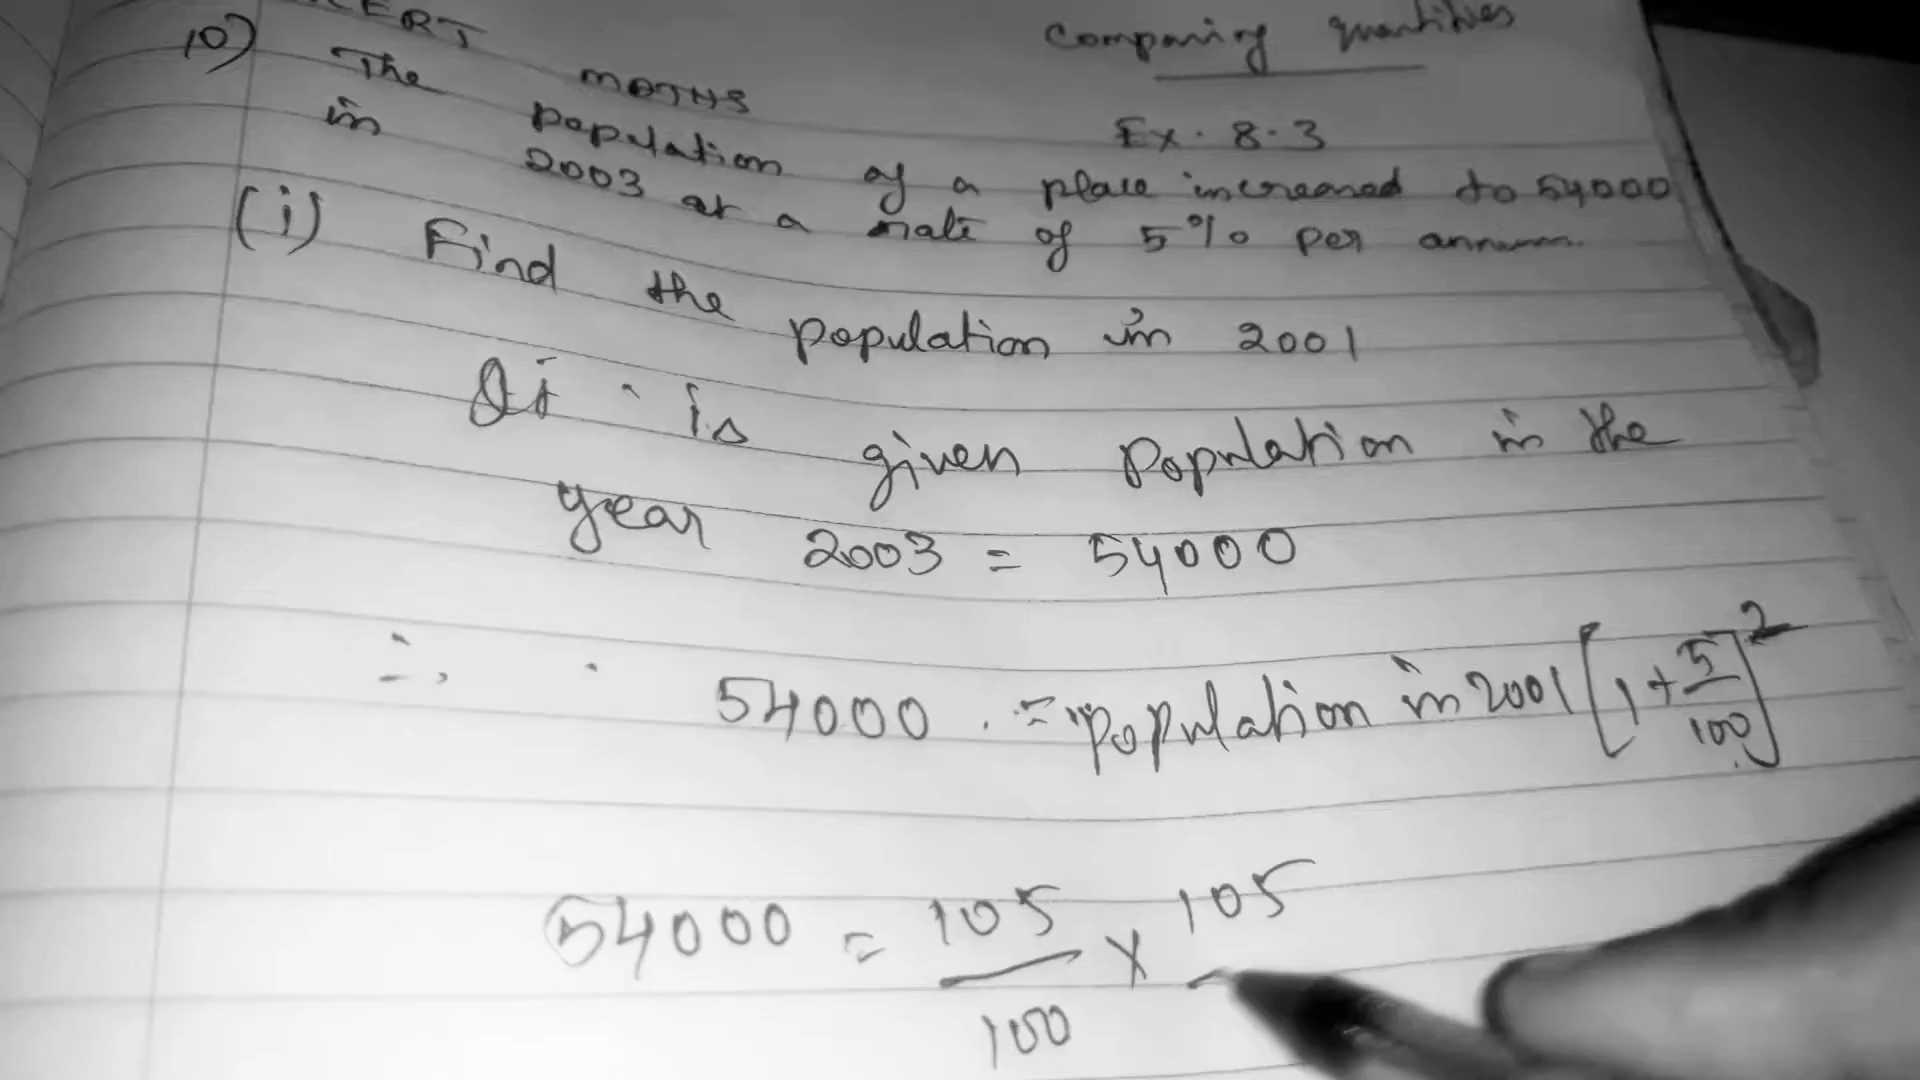 MATHS
Comparing quantities
Ex. 8.3
10) The population of a place increased to 54000
in 2003 at a rate of 5% per annum.
(i) Find the population in 2001
It is given population in the
year 2003 = 54000
∴ 54000 = population in 2001 [1 + 5/100]²
54000 = 105/100 × 105